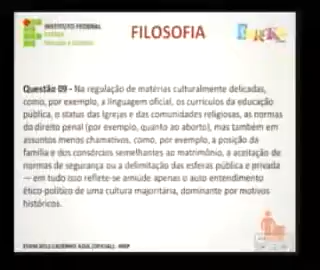 INSTITUTO FEDERAL
FILOSOFIA
Questão 09 - Na regulação de matérias culturalmente delicadas,
como, por exemplo, a linguagem oficial, os currículos da educação
pública, o status das Igrejas e das comunidades religiosas, as normas
do direito penal (por exemplo, quanto ao aborto), mas também em
assuntos menos chamativos, como, por exemplo, a posição da
família e dos consórcios semelhantes ao matrimônio, a aceitação de
normas de segurança ou a delimitação das esferas pública e privada
— em tudo isso reflete-se amiúde apenas o auto entendimento
ético-político de uma cultura majoritária, dominante por motivos
históricos.